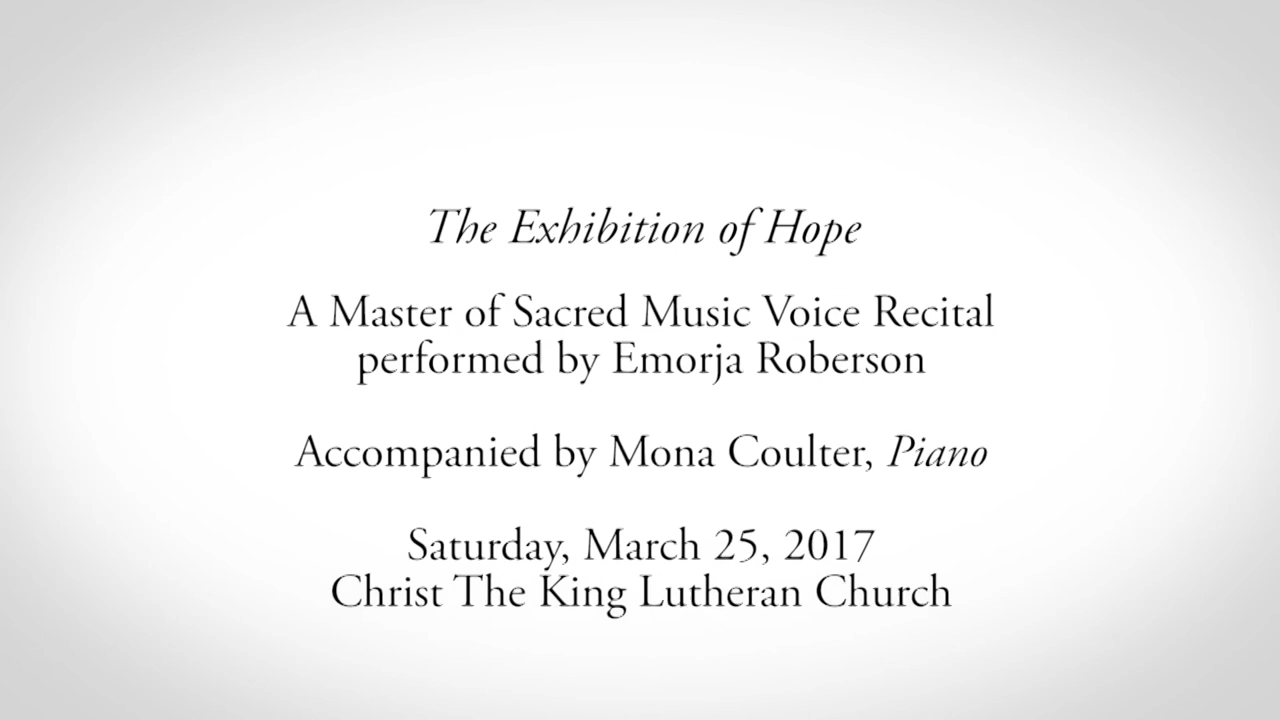 The Exhibition of Hope
A Master of Sacred Music Voice Recital
performed by Emorja Roberson
Accompanied by Mona Coulter, Piano
Saturday, March 25, 2017
Christ The King Lutheran Church